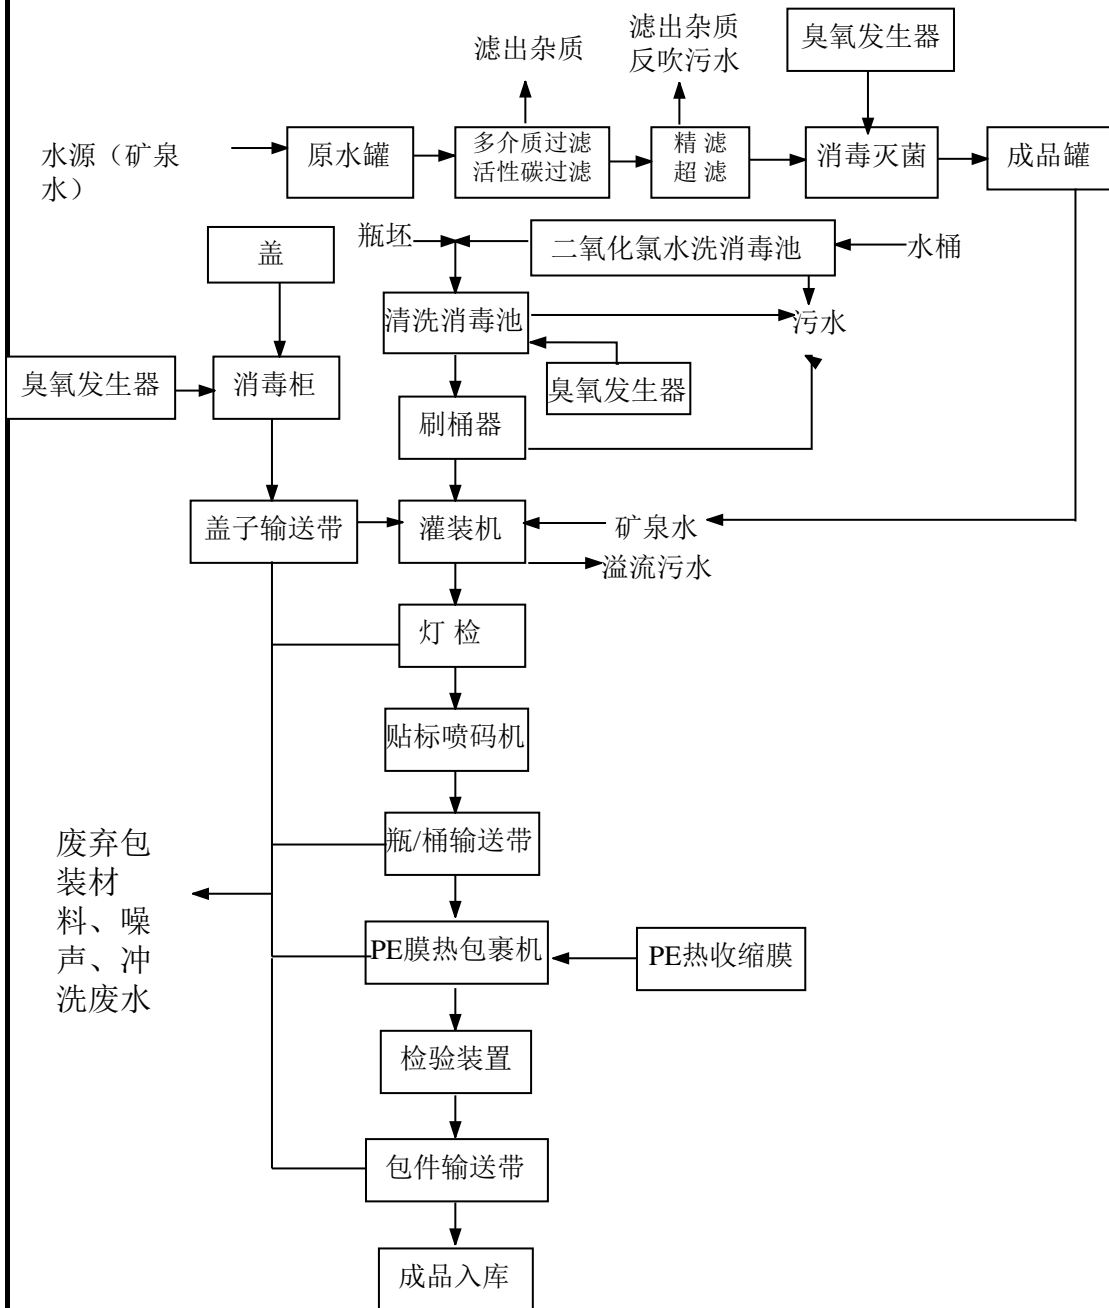 滤出杂质
滤出杂质
反吹污水
臭氧发生器
水源（矿泉
水）
原水罐
多介质过滤
活性碳过滤
精 滤
超 滤
消毒灭菌
成品罐
盖
瓶坯
二氧化氯水洗消毒池
水桶
清洗消毒池
污水
臭氧发生器
消毒柜
臭氧发生器
刷桶器
盖子输送带
灌装机
矿泉水
溢流污水
灯 检
贴标喷码机
瓶/桶输送带
废弃包
装材
料、噪
声、冲
洗废水
PE膜热包裹机
PE热收缩膜
检验装置
包件输送带
成品入库